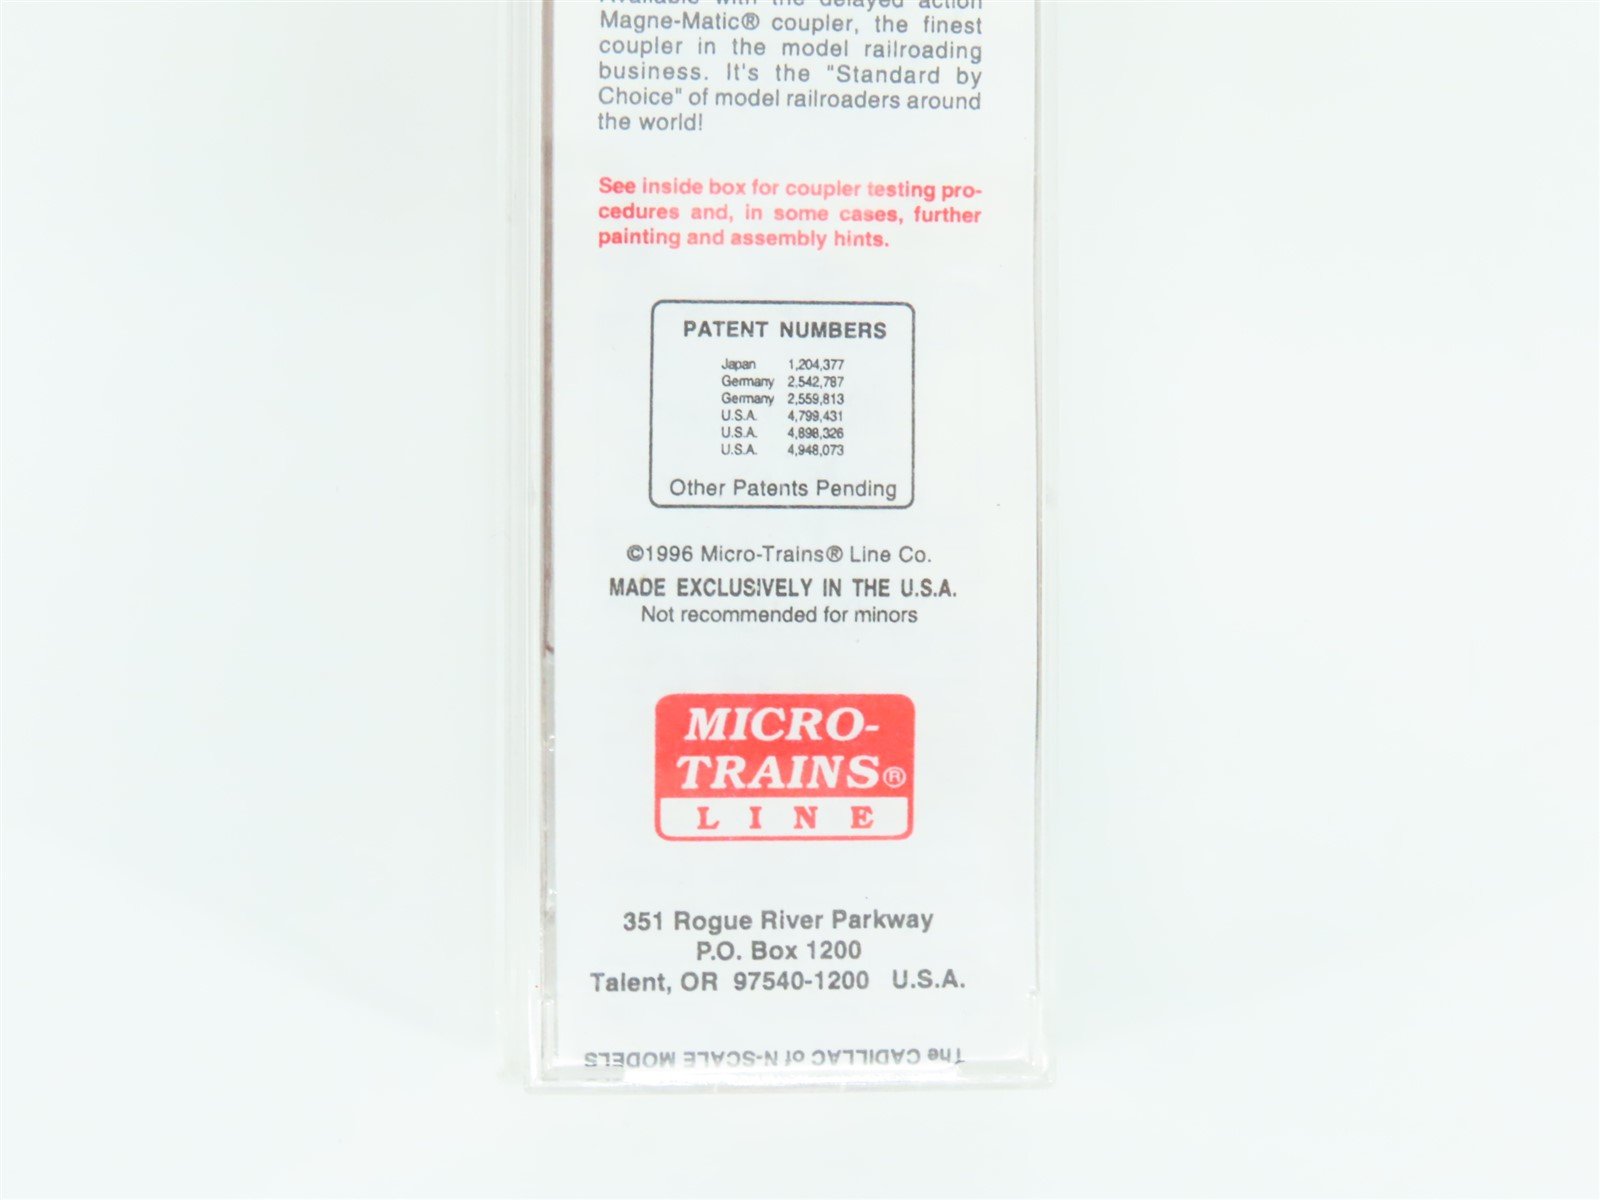 Available with the delayed action
Magne-Matic® coupler, the finest
coupler in the model railroading
business. It's the "Standard by
Choice" of model railroaders around
the world!
See inside box for coupler testing pro-
cedures and, in some cases, further
painting and assembly hints.
PATENT NUMBERS
Japan 1,204,377
Germany 2,542,787
Germany 2,559,813
U.S.A. 4,799,431
U.S.A. 4,898,326
U.S.A. 4,948,073
Other Patents Pending
©1996 Micro-Trains® Line Co.
MADE EXCLUSIVELY IN THE U.S.A.
Not recommended for minors
MICRO-
TRAINS®
LINE
351 Rogue River Parkway
P.O. Box 1200
Talent, OR 97540-1200 U.S.A.
The CADILLAC of N-SCALE MODELS